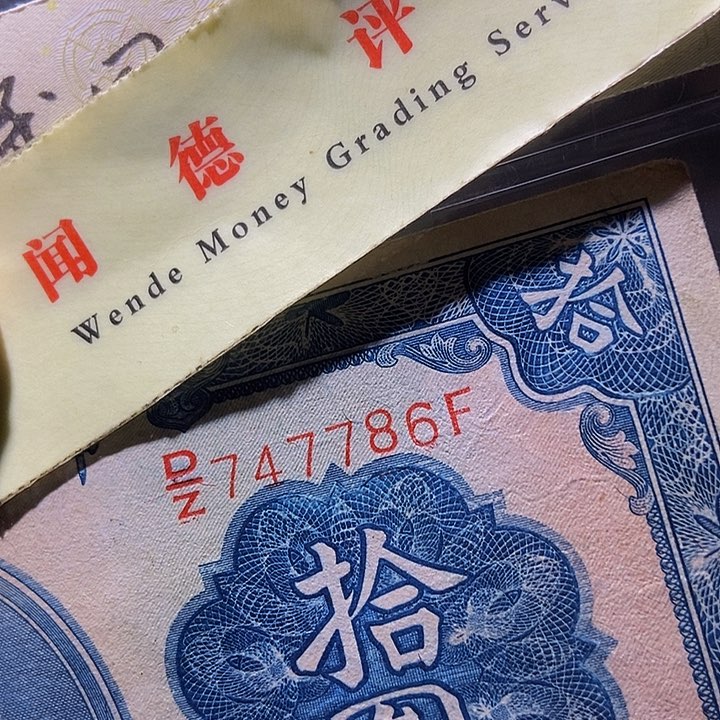 闻德评
Wende Money Grading Serv
拾
D/Z 747786F
拾